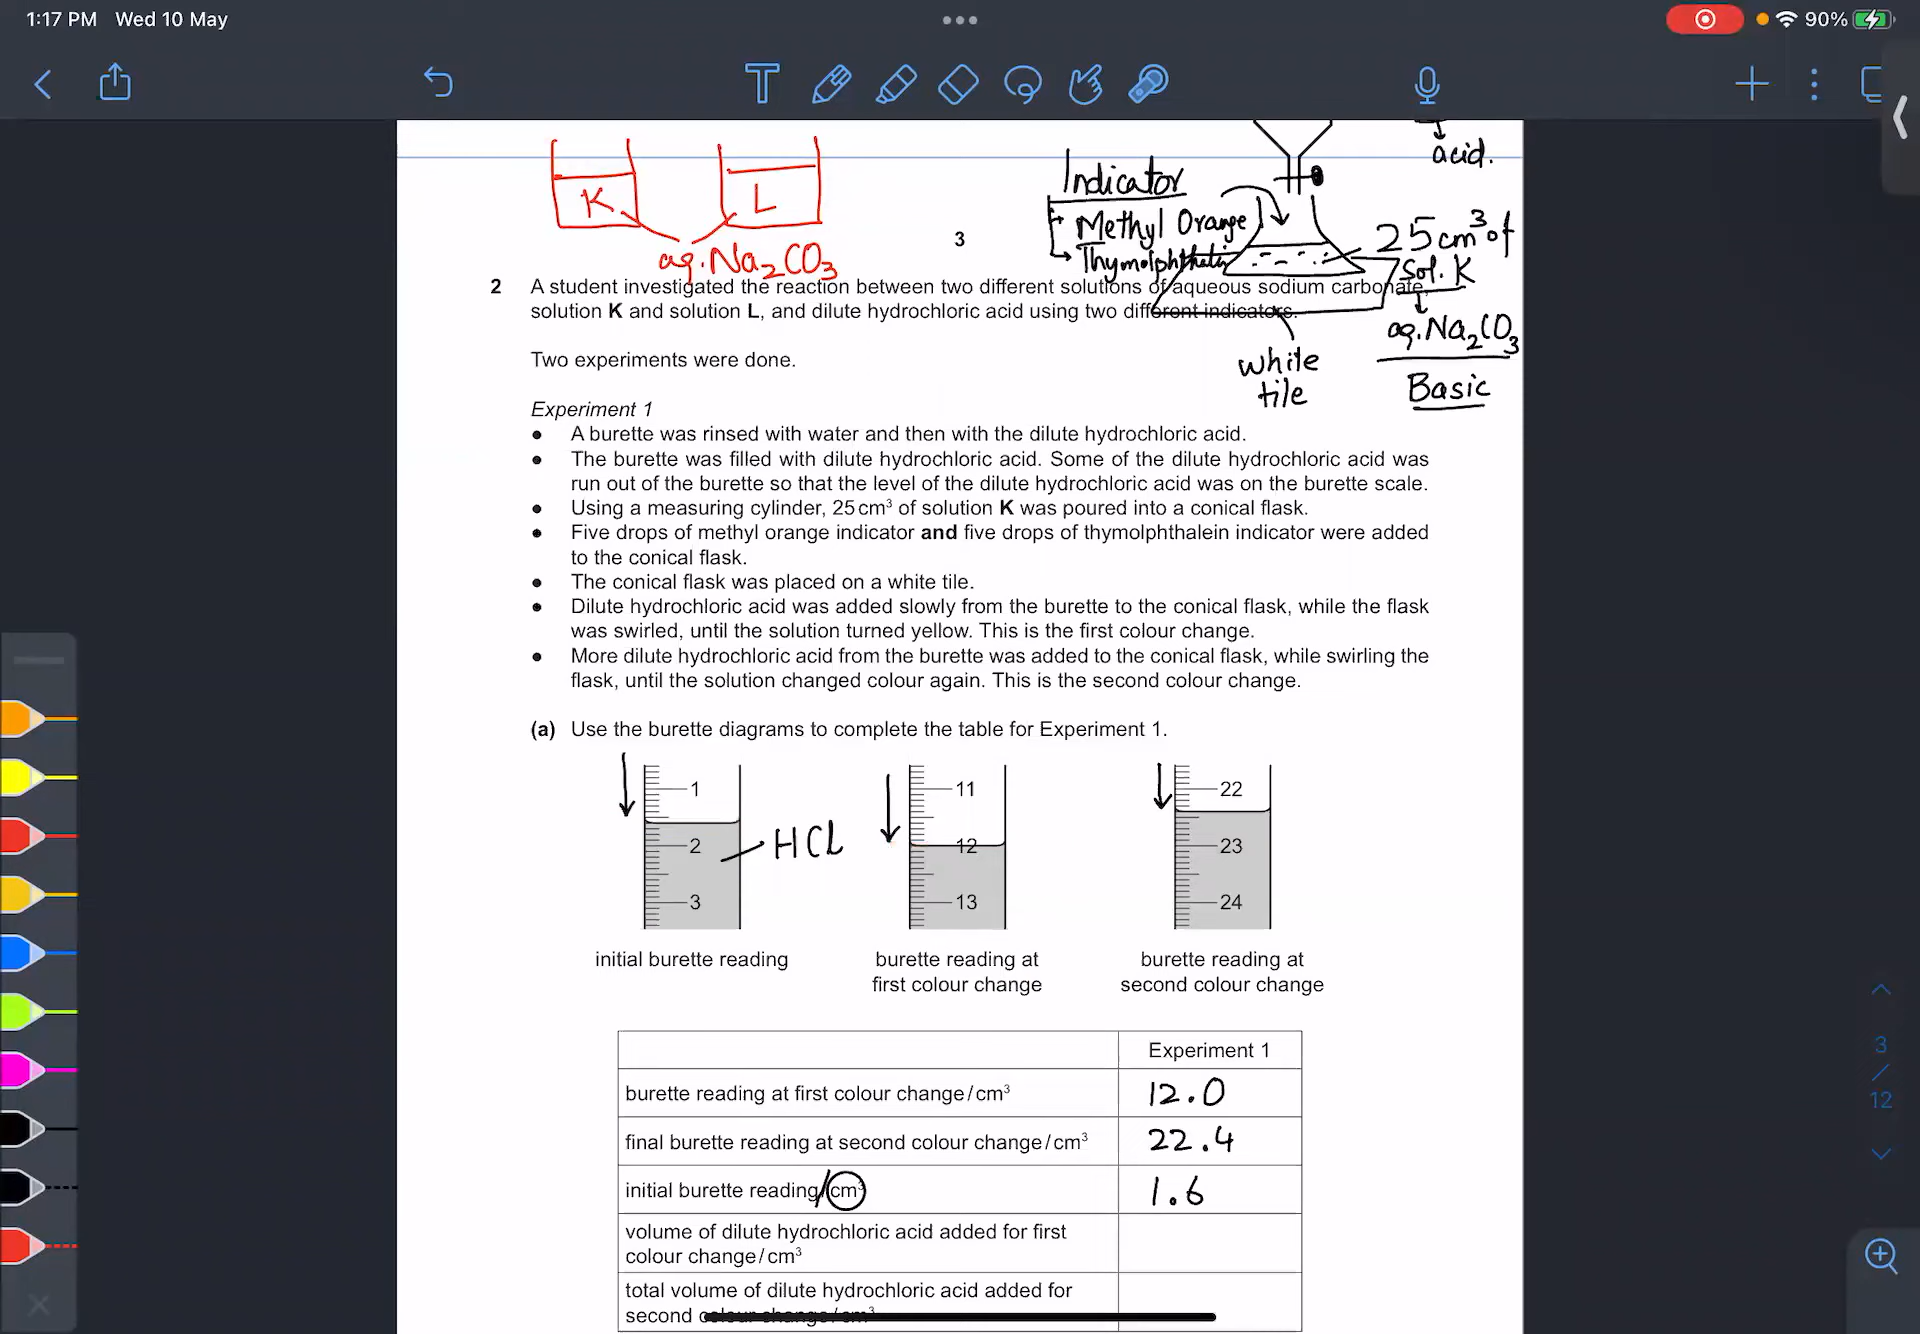 1:17 PM Wed 10 May
90%
acid.
K
L
aq. Na2CO3
Indicator
Methyl Orange
Thymolphthalein
25cm³ of
Sol. K
aq. Na2CO3
Basic
white
tile
3
2 A student investigated the reaction between two different solutions of aqueous sodium carbonate,
solution K and solution L, and dilute hydrochloric acid using two different indicators.
Two experiments were done.
Experiment 1
• A burette was rinsed with water and then with the dilute hydrochloric acid.
• The burette was filled with dilute hydrochloric acid. Some of the dilute hydrochloric acid was
run out of the burette so that the level of the dilute hydrochloric acid was on the burette scale.
• Using a measuring cylinder, 25 cm³ of solution K was poured into a conical flask.
• Five drops of methyl orange indicator and five drops of thymolphthalein indicator were added
to the conical flask.
• The conical flask was placed on a white tile.
• Dilute hydrochloric acid was added slowly from the burette to the conical flask, while the flask
was swirled, until the solution turned yellow. This is the first colour change.
• More dilute hydrochloric acid from the burette was added to the conical flask, while swirling the
flask, until the solution changed colour again. This is the second colour change.
(a) Use the burette diagrams to complete the table for Experiment 1.
1
2
3
HCl
11
12
13
22
23
24
initial burette reading
burette reading at
first colour change
burette reading at
second colour change
Experiment 1
burette reading at first colour change/cm³ 12.0
final burette reading at second colour change/cm³ 22.4
initial burette reading/cm³ 1.6
volume of dilute hydrochloric acid added for first
colour change/cm³
total volume of dilute hydrochloric acid added for
second colour change/cm³
3
/
12